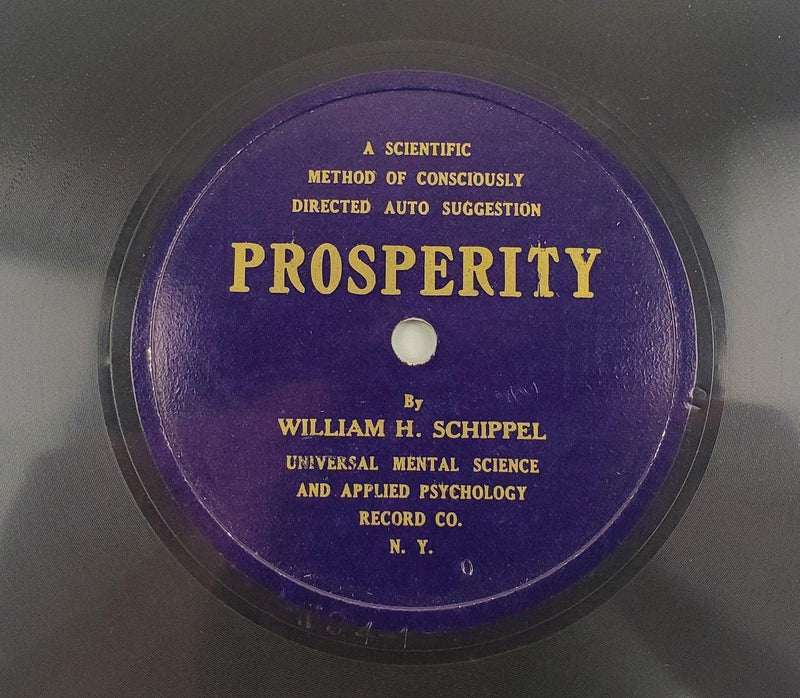 A SCIENTIFIC
METHOD OF CONSCIOUSLY
DIRECTED AUTO SUGGESTION
PROSPERITY
By
WILLIAM H. SCHIPPEL
UNIVERSAL MENTAL SCIENCE
AND APPLIED PSYCHOLOGY
RECORD CO.
N. Y.